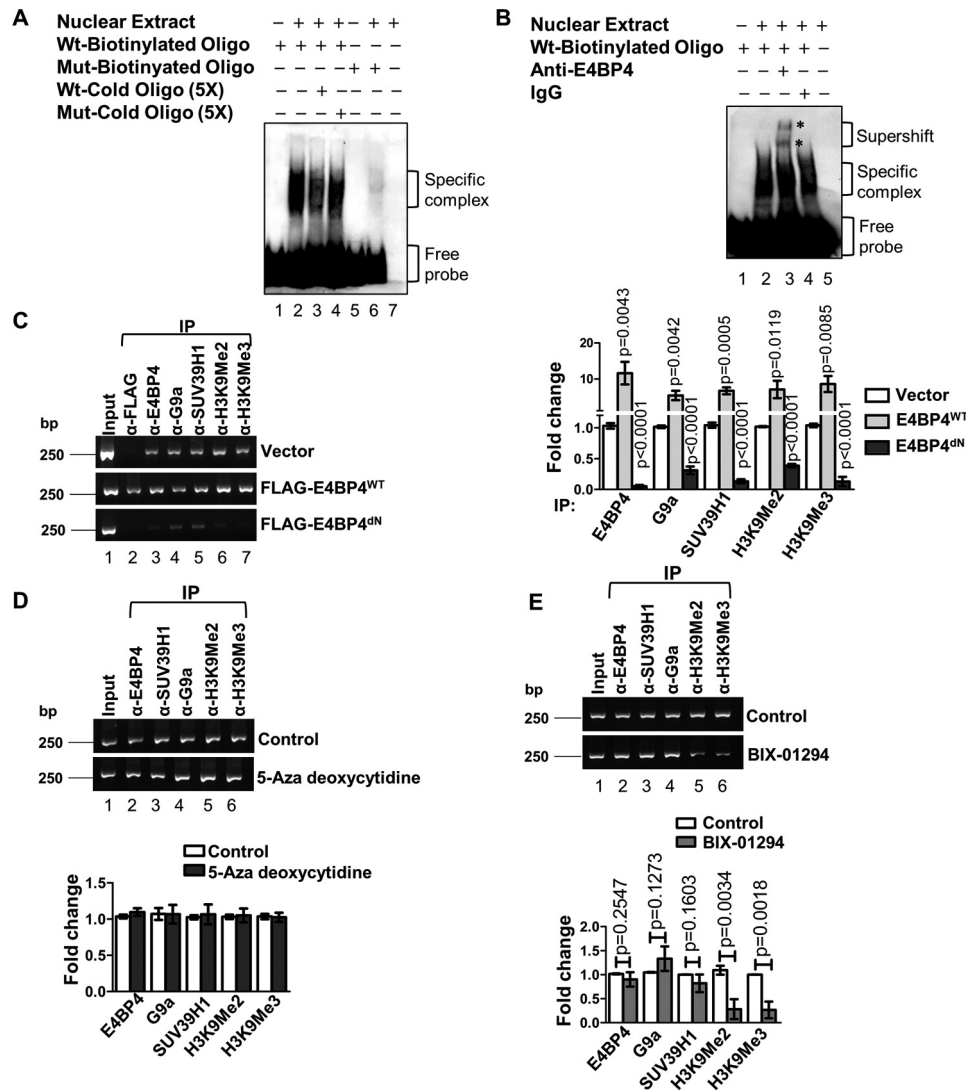 A
Nuclear Extract − + + + − + +
Wt-Biotinylated Oligo + + + + − − −
Mut-Biotinyated Oligo − − − − + + −
Wt-Cold Oligo (5X) − − + − − − −
Mut-Cold Oligo (5X) − − − + − − −
Specific complex
Free probe
1 2 3 4 5 6 7
B
Nuclear Extract − + + + +
Wt-Biotinylated Oligo + + + + −
Anti-E4BP4 − − + − −
IgG − − − + −
*
*
Supershift
Specific complex
Free probe
1 2 3 4 5
C
IP
Input α-FLAG α-E4BP4 α-G9a α-SUV39H1 α-H3K9Me2 α-H3K9Me3
bp
250 Vector
250 FLAG-E4BP4WT
250 FLAG-E4BP4dN
1 2 3 4 5 6 7
Fold change
20
10
1.0
0.5
0.0
p=0.0043 p=0.0042 p=0.0005 p=0.0119 p=0.0085
p<0.0001 p<0.0001 p<0.0001 p<0.0001 p<0.0001
Vector
E4BP4WT
E4BP4dN
IP:
E4BP4 G9a SUV39H1 H3K9Me2 H3K9Me3
D
IP
Input α-E4BP4 α-SUV39H1 α-G9a α-H3K9Me2 α-H3K9Me3
bp
250 Control
250 5-Aza deoxycytidine
1 2 3 4 5 6
Control
5-Aza deoxycytidine
Fold change
1.5
1.0
0.5
0.0
E4BP4 G9a SUV39H1 H3K9Me2 H3K9Me3
E
IP
Input α-E4BP4 α-SUV39H1 α-G9a α-H3K9Me2 α-H3K9Me3
bp
250 Control
250 BIX-01294
1 2 3 4 5 6
Control
BIX-01294
Fold change
2.0
1.5
1.0
0.5
0.0
p=0.2547 p=0.1273 p=0.1603 p=0.0034 p=0.0018
E4BP4 G9a SUV39H1 H3K9Me2 H3K9Me3